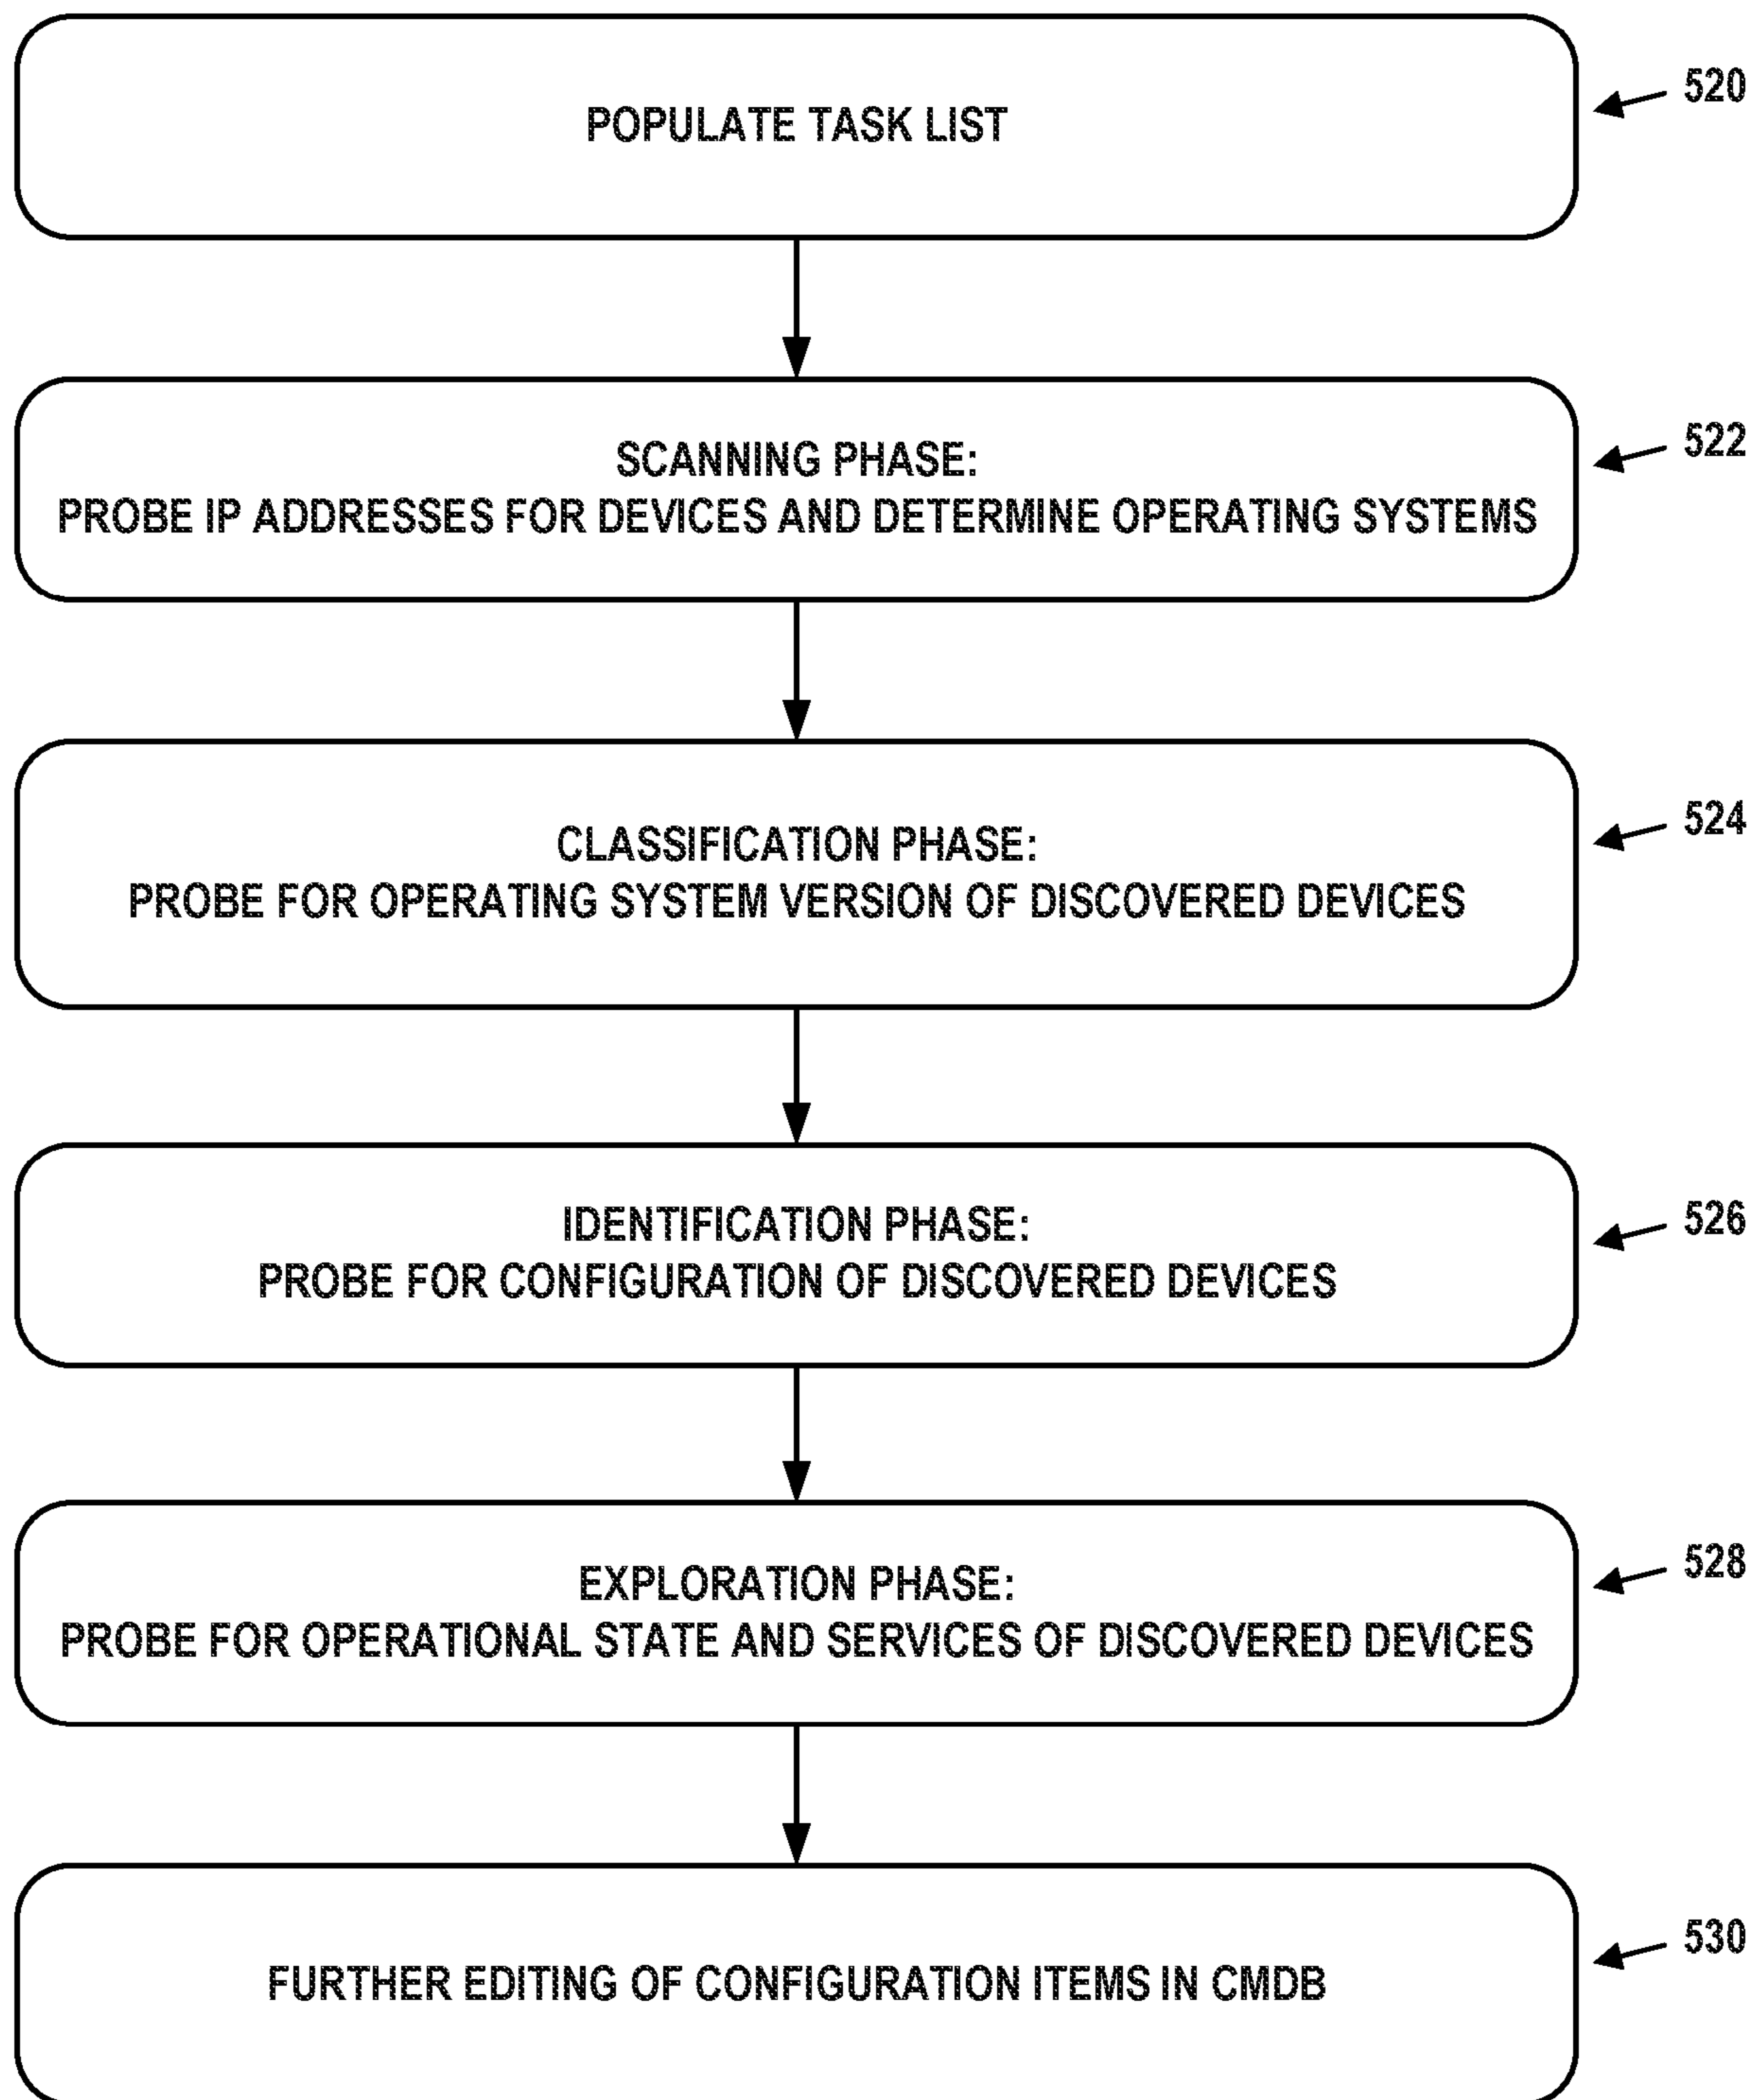 POPULATE TASK LIST
520
SCANNING PHASE:
PROBE IP ADDRESSES FOR DEVICES AND DETERMINE OPERATING SYSTEMS
522
CLASSIFICATION PHASE:
PROBE FOR OPERATING SYSTEM VERSION OF DISCOVERED DEVICES
524
IDENTIFICATION PHASE:
PROBE FOR CONFIGURATION OF DISCOVERED DEVICES
526
EXPLORATION PHASE:
PROBE FOR OPERATIONAL STATE AND SERVICES OF DISCOVERED DEVICES
528
FURTHER EDITING OF CONFIGURATION ITEMS IN CMDB
530